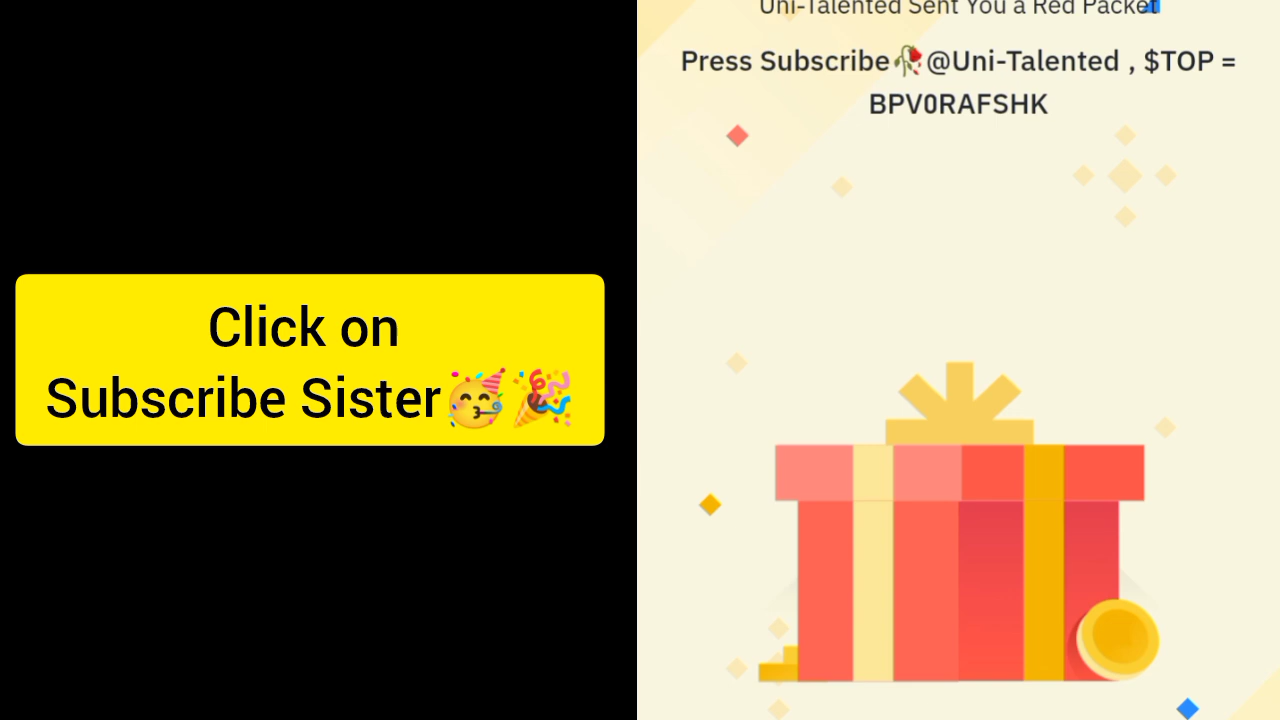 Click on
Subscribe Sister🥳🎉
Uni-Talented Sent You a Red Packet
Press Subscribe🥀@Uni-Talented , $TOP =
BPV0RAFSHK